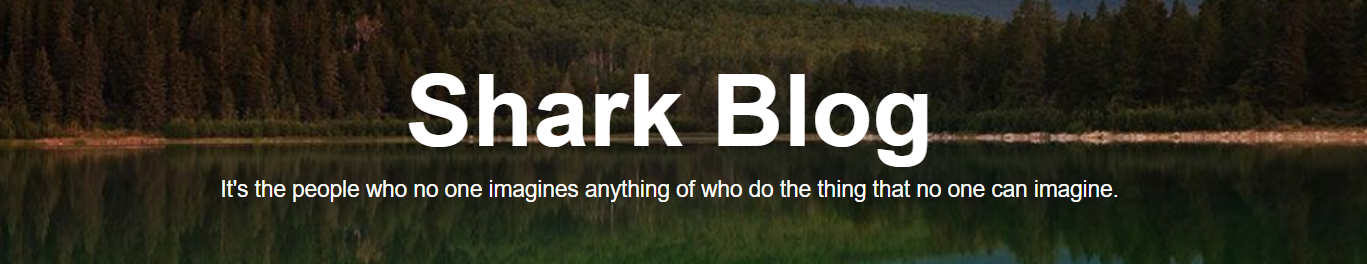 Shark Blog
It's the people who no one imagines anything of who do the thing that no one can imagine.